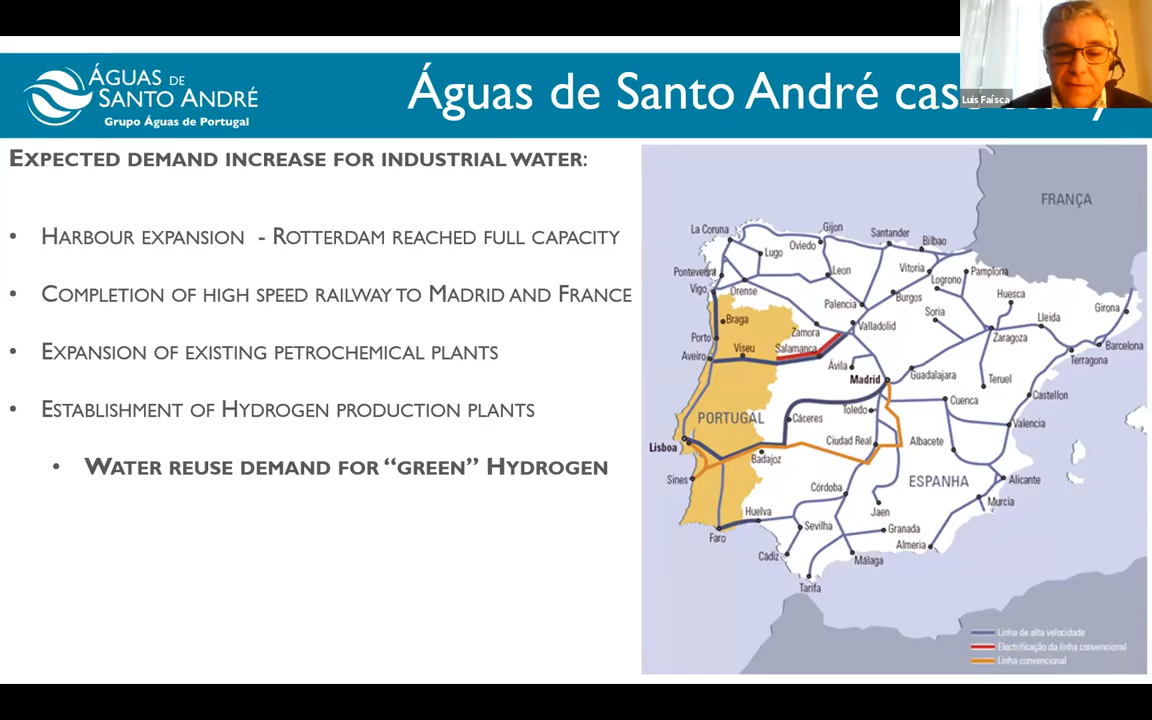 ÁGUAS DE
SANTO ANDRÉ
Grupo Águas de Portugal
Águas de Santo André
Luis Faísca
EXPECTED DEMAND INCREASE FOR INDUSTRIAL WATER:
• HARBOUR EXPANSION - ROTTERDAM REACHED FULL CAPACITY
• COMPLETION OF HIGH SPEED RAILWAY TO MADRID AND FRANCE
• EXPANSION OF EXISTING PETROCHEMICAL PLANTS
• ESTABLISHMENT OF HYDROGEN PRODUCTION PLANTS
• WATER REUSE DEMAND FOR “GREEN” HYDROGEN
FRANÇA
La Coruna
Lugo
Oviedo
Gijon
Santander
Bilbao
Pontevedra
Vigo
Orense
Leon
Vitoria
Logrono
Pamplona
Palencia
Burgos
Huesca
Soria
Lleida
Girona
Braga
Zamora
Valladolid
Zaragoza
Barcelona
Porto
Viseu
Salamanca
Terragona
Aveiro
Ávila
Guadalajara
Teruel
Madrid
Castellon
PORTUGAL
Cáceres
Toledo
Cuenca
Valencia
Lisboa
Ciudad Real
Albacete
Badajoz
Sines
Córdoba
ESPANHA
Alicante
Murcia
Huelva
Jaen
Sevilha
Granada
Faro
Almeria
Cádiz
Málaga
Tarifa
Linha de alta velocidade
Electrificação da linha convencional
Linha convencional